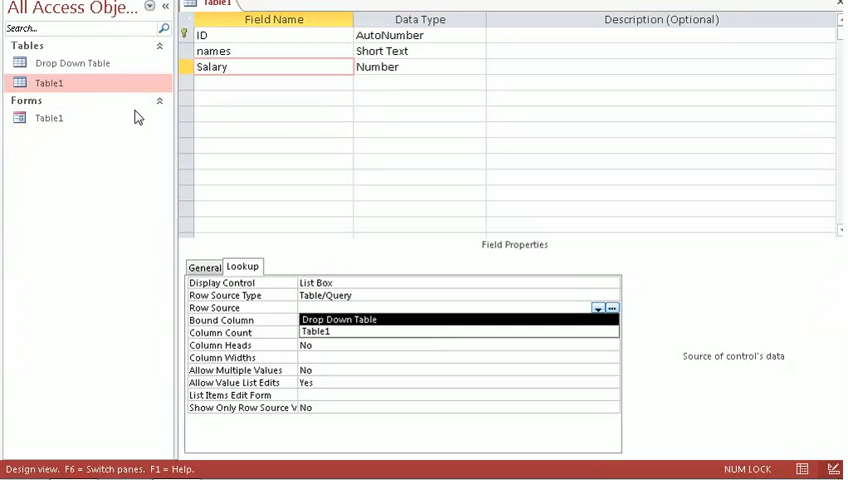 All Access Obje...
Search...
Tables
Drop Down Table
Table1
Forms
Table1
Table1
Field Name Data Type Description (Optional)
ID AutoNumber
names Short Text
Salary Number
Field Properties
General Lookup
Display Control List Box
Row Source Type Table/Query
Row Source
Bound Column Drop Down Table
Column Count Table1
Column Heads No
Column Widths
Allow Multiple Values No
Allow Value List Edits Yes
List Items Edit Form
Show Only Row Source V No
Source of control's data
Design view. F6 = Switch panes. F1 = Help. NUM LOCK